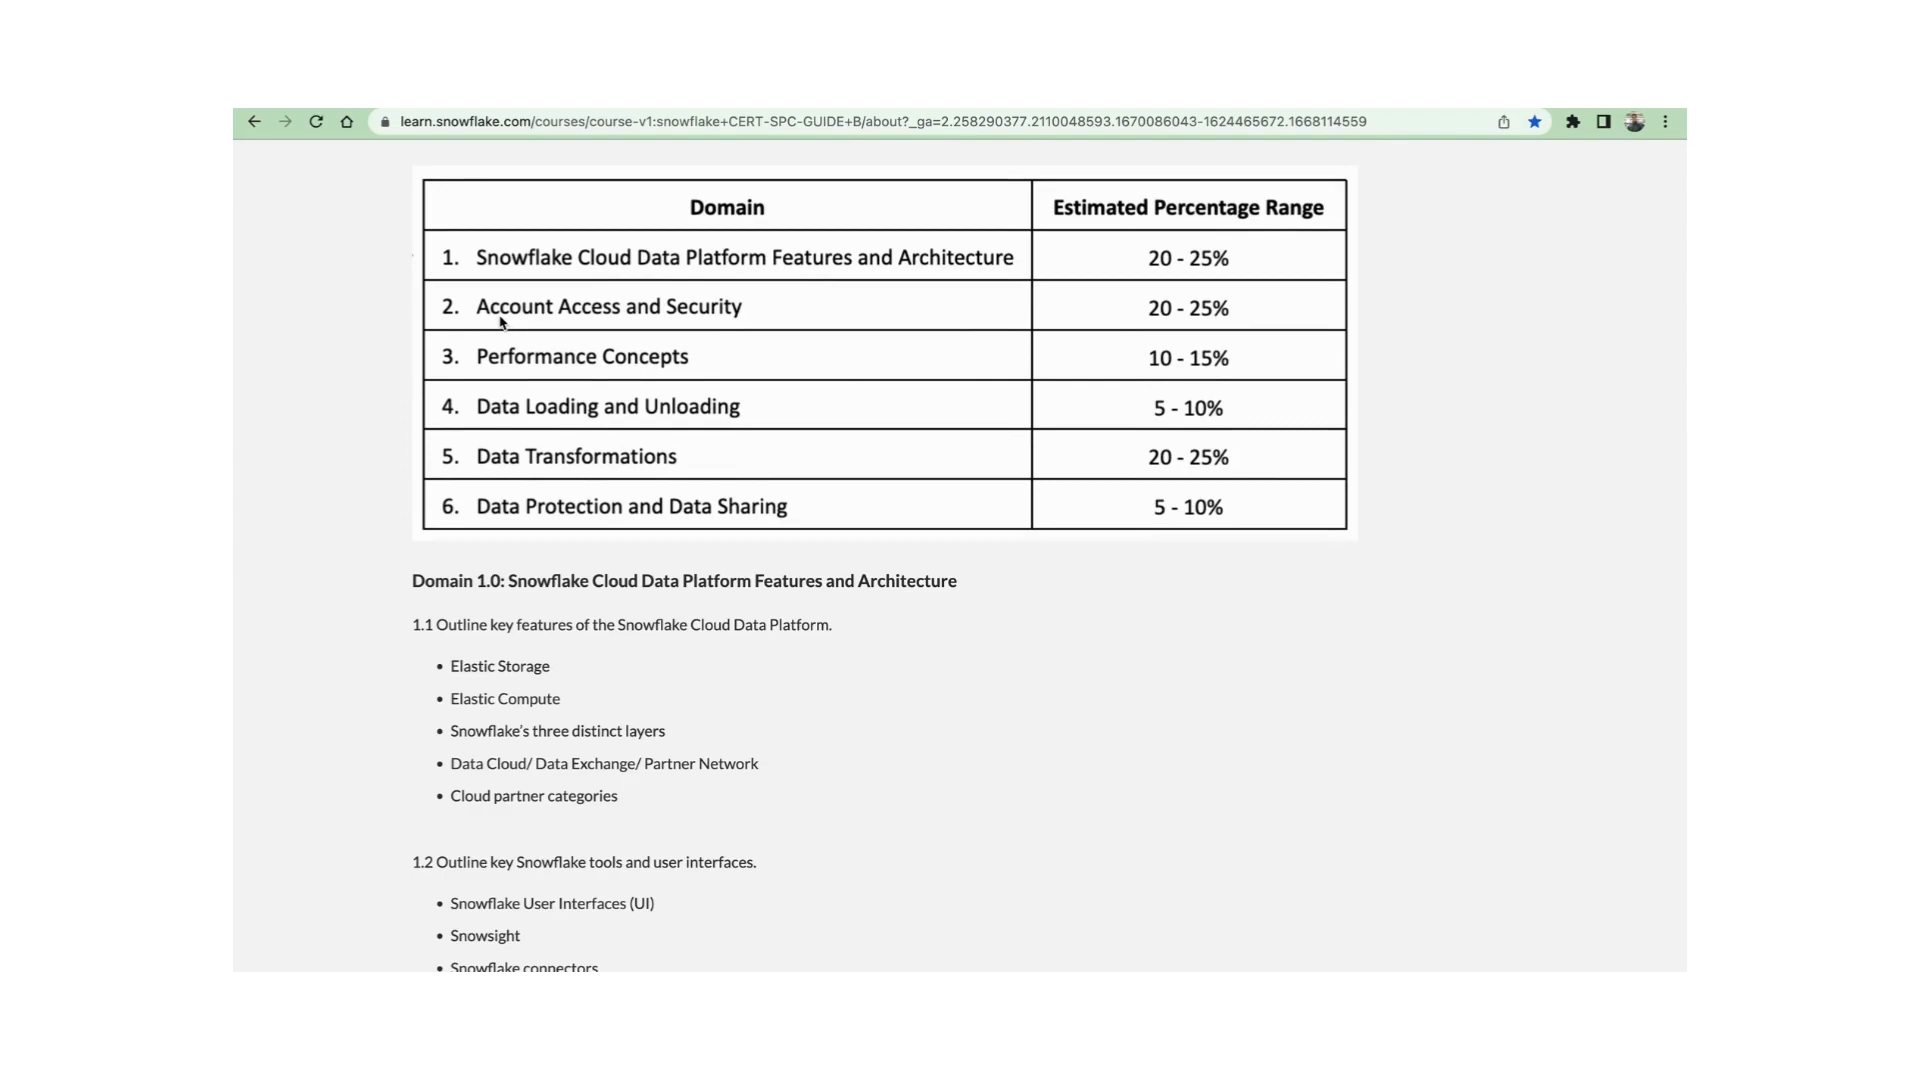 learn.snowflake.com/courses/course-v1:snowflake+CERT-SPC-GUIDE+B/about?_ga=2.258290377.2110048593.1670086043-1624465672.1668114559
Domain Estimated Percentage Range
1. Snowflake Cloud Data Platform Features and Architecture 20 - 25%
2. Account Access and Security 20 - 25%
3. Performance Concepts 10 - 15%
4. Data Loading and Unloading 5 - 10%
5. Data Transformations 20 - 25%
6. Data Protection and Data Sharing 5 - 10%
Domain 1.0: Snowflake Cloud Data Platform Features and Architecture
1.1 Outline key features of the Snowflake Cloud Data Platform.
• Elastic Storage
• Elastic Compute
• Snowflake’s three distinct layers
• Data Cloud/ Data Exchange/ Partner Network
• Cloud partner categories
1.2 Outline key Snowflake tools and user interfaces.
• Snowflake User Interfaces (UI)
• Snowsight
• Snowflake connectors